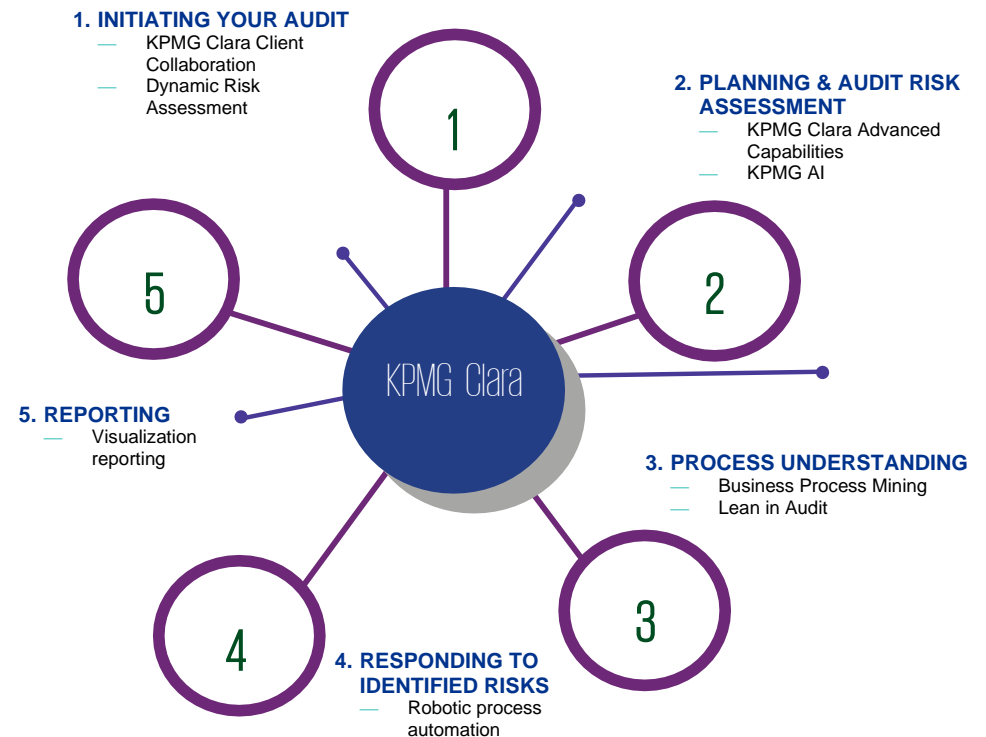 1. INITIATING YOUR AUDIT
— KPMG Clara Client
Collaboration
— Dynamic Risk
Assessment
1
2. PLANNING & AUDIT RISK
ASSESSMENT
— KPMG Clara Advanced
Capabilities
— KPMG AI
2
5
KPMG Clara
5. REPORTING
— Visualization
reporting
3. PROCESS UNDERSTANDING
— Business Process Mining
— Lean in Audit
3
4
4. RESPONDING TO
IDENTIFIED RISKS
— Robotic process
automation